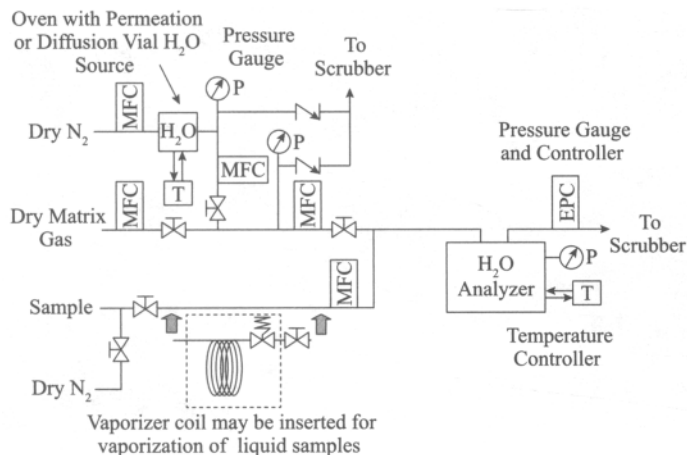 Oven with Permeation
or Diffusion Vial H₂O
Source
Pressure
Gauge
To
Scrubber
P
MFC
Dry N₂
H₂O
T
P
MFC
Pressure Gauge
and Controller
Dry Matrix
Gas
MFC
MFC
EPC
To
Scrubber
H₂O
Analyzer
P
T
Temperature
Controller
Sample
MFC
Dry N₂
Vaporizer coil may be inserted for
vaporization of liquid samples